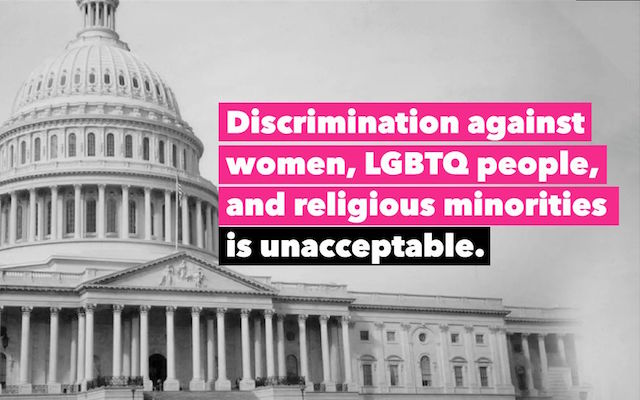 Discrimination against
women, LGBTQ people,
and religious minorities
is unacceptable.